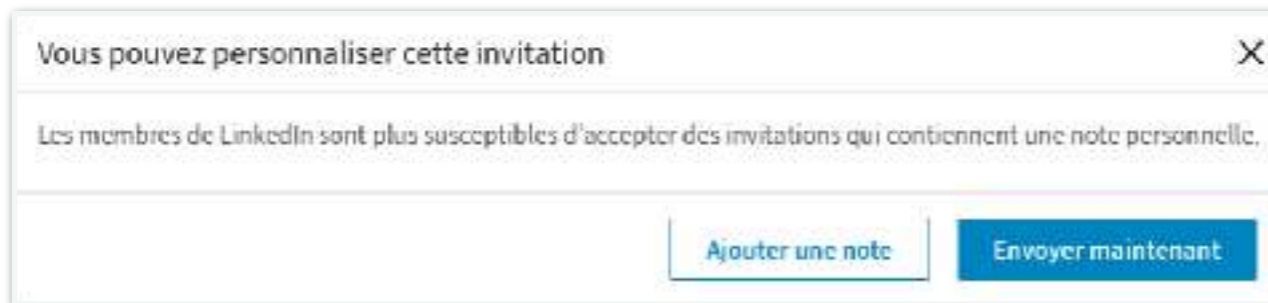 Vous pouvez personnaliser cette invitation
Les membres de LinkedIn sont plus susceptibles d'accepter des invitations qui contiennent une note personnelle.
Ajouter une note
Envoyer maintenant